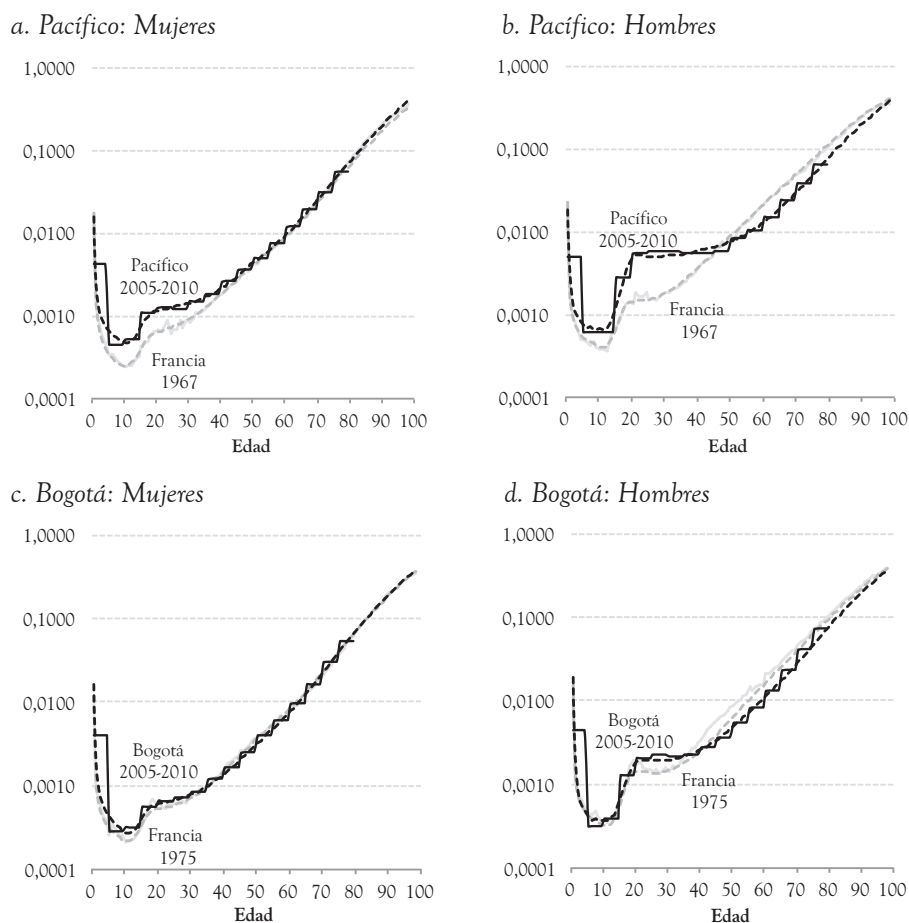 a. Pacífico: Mujeres
1,0000
0,1000
0,0100
0,0010
0,0001
Pacífico
2005-2010
Francia
1967
0 10 20 30 40 50 60 70 80 90 100
Edad
b. Pacífico: Hombres
1,0000
0,1000
0,0100
0,0010
0,0001
Pacífico
2005-2010
Francia
1967
0 10 20 30 40 50 60 70 80 90 100
Edad
c. Bogotá: Mujeres
1,0000
0,1000
0,0100
0,0010
0,0001
Bogotá
2005-2010
Francia
1975
0 10 20 30 40 50 60 70 80 90 100
Edad
d. Bogotá: Hombres
1,0000
0,1000
0,0100
0,0010
0,0001
Bogotá
2005-2010
Francia
1975
0 10 20 30 40 50 60 70 80 90 100
Edad